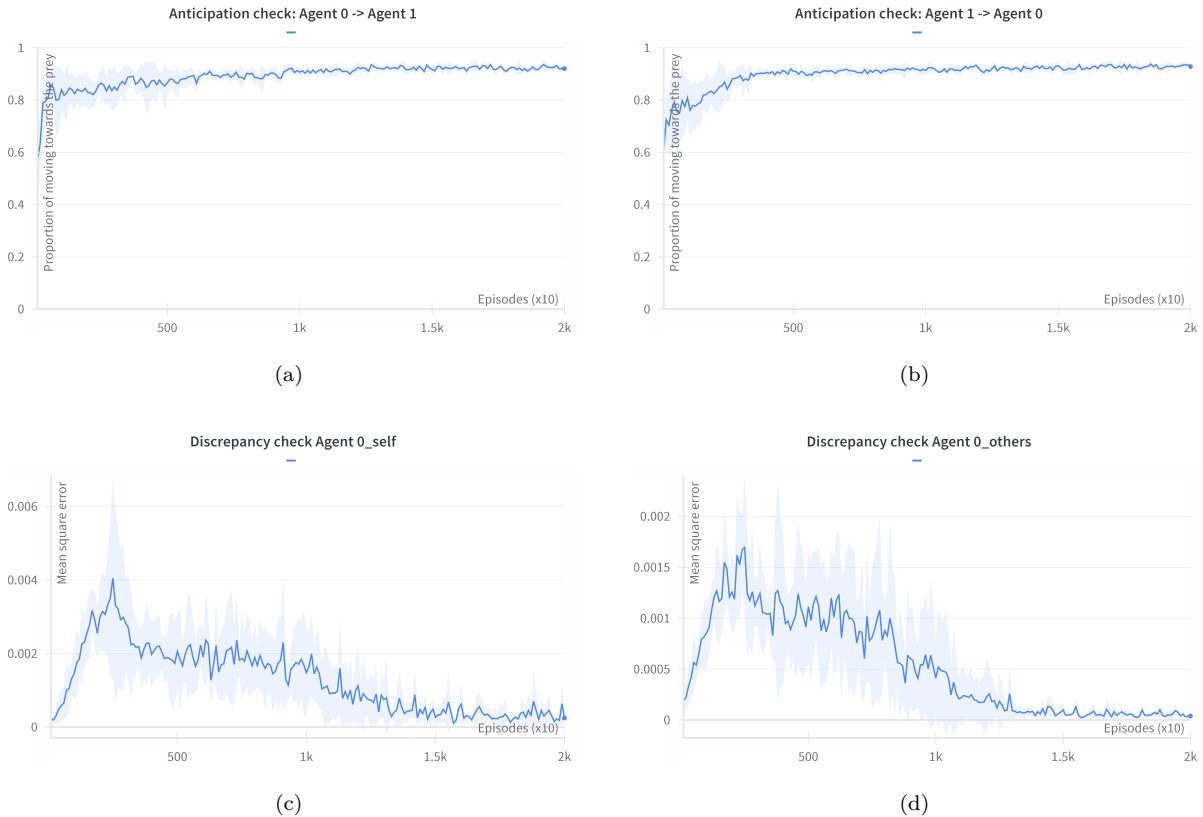 Anticipation check: Agent 0 -> Agent 1
Proportion of moving towards the prey
1
0.8
0.6
0.4
0.2
0
Episodes (x10)
500
1k
1.5k
2k
(a)
Anticipation check: Agent 1 -> Agent 0
Proportion of moving towards the prey
1
0.8
0.6
0.4
0.2
0
Episodes (x10)
500
1k
1.5k
2k
(b)
Discrepancy check Agent 0_self
Mean square error
0.006
0.004
0.002
0
Episodes (x10)
500
1k
1.5k
2k
(c)
Discrepancy check Agent 0_others
Mean square error
0.002
0.0015
0.001
0.0005
0
Episodes (x10)
500
1k
1.5k
2k
(d)